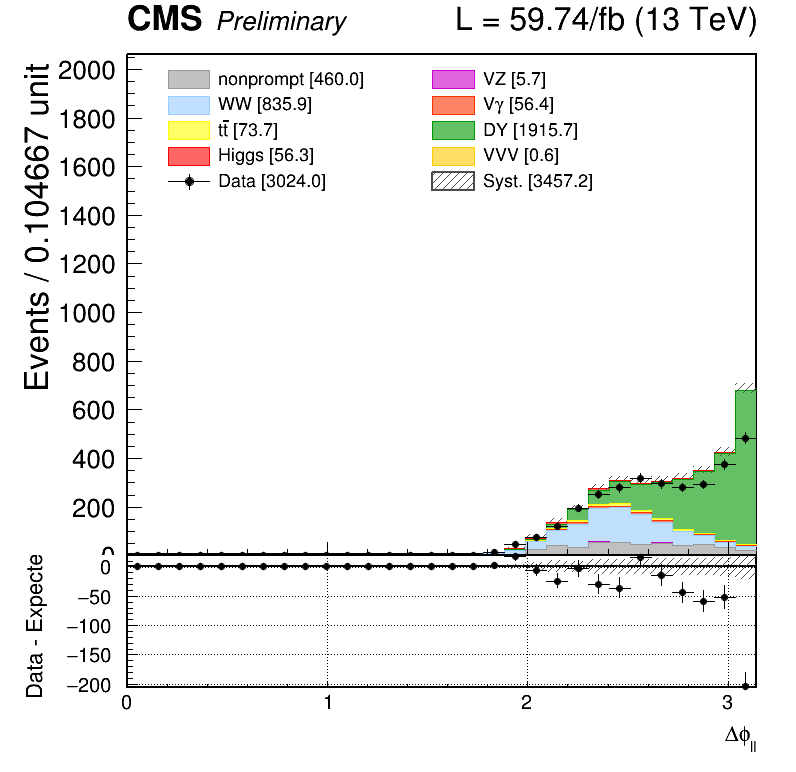 CMS Preliminary L = 59.74/fb (13 TeV)
Events / 0.104667 unit
2000
1800
1600
1400
1200
1000
800
600
400
200
0
nonprompt [460.0]
WW [835.9]
tt̄ [73.7]
Higgs [56.3]
Data [3024.0]
VZ [5.7]
Vγ [56.4]
DY [1915.7]
VVV [0.6]
Syst. [3457.2]
Data - Expecte
0
−50
−100
−150
−200
0 1 2 3
Δϕll